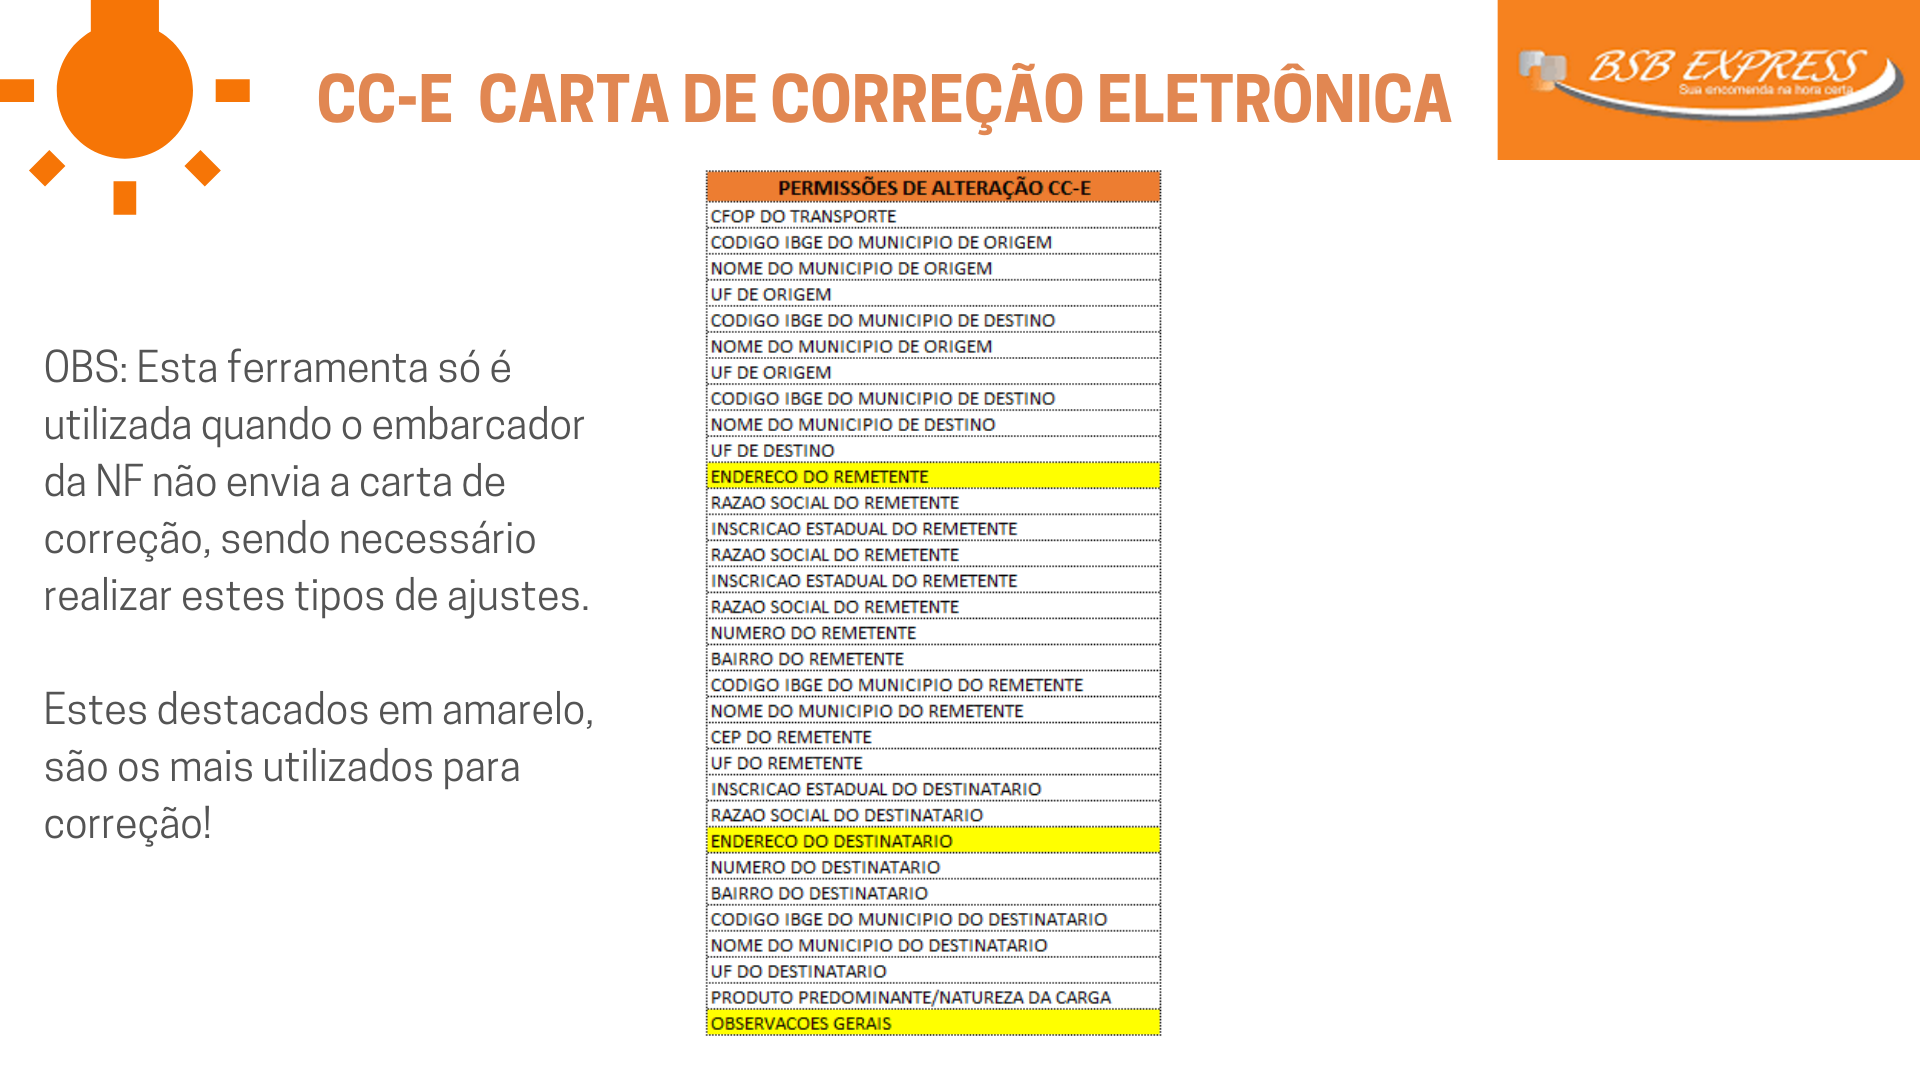 CC-E CARTA DE CORREÇÃO ELETRÔNICA
BSB EXPRESS
Sua encomenda na hora certa
OBS: Esta ferramenta só é
utilizada quando o embarcador
da NF não envia a carta de
correção, sendo necessário
realizar estes tipos de ajustes.
Estes destacados em amarelo,
são os mais utilizados para
correção!
PERMISSÕES DE ALTERAÇÃO CC-E
CFOP DO TRANSPORTE
CODIGO IBGE DO MUNICIPIO DE ORIGEM
NOME DO MUNICIPIO DE ORIGEM
UF DE ORIGEM
CODIGO IBGE DO MUNICIPIO DE DESTINO
NOME DO MUNICIPIO DE ORIGEM
UF DE ORIGEM
CODIGO IBGE DO MUNICIPIO DE DESTINO
NOME DO MUNICIPIO DE DESTINO
UF DE DESTINO
ENDERECO DO REMETENTE
RAZAO SOCIAL DO REMETENTE
INSCRICAO ESTADUAL DO REMETENTE
RAZAO SOCIAL DO REMETENTE
INSCRICAO ESTADUAL DO REMETENTE
RAZAO SOCIAL DO REMETENTE
NUMERO DO REMETENTE
BAIRRO DO REMETENTE
CODIGO IBGE DO MUNICIPIO DO REMETENTE
NOME DO MUNICIPIO DO REMETENTE
CEP DO REMETENTE
UF DO REMETENTE
INSCRICAO ESTADUAL DO DESTINATARIO
RAZAO SOCIAL DO DESTINATARIO
ENDERECO DO DESTINATARIO
NUMERO DO DESTINATARIO
BAIRRO DO DESTINATARIO
CODIGO IBGE DO MUNICIPIO DO DESTINATARIO
NOME DO MUNICIPIO DO DESTINATARIO
UF DO DESTINATARIO
PRODUTO PREDOMINANTE/NATUREZA DA CARGA
OBSERVACOES GERAIS